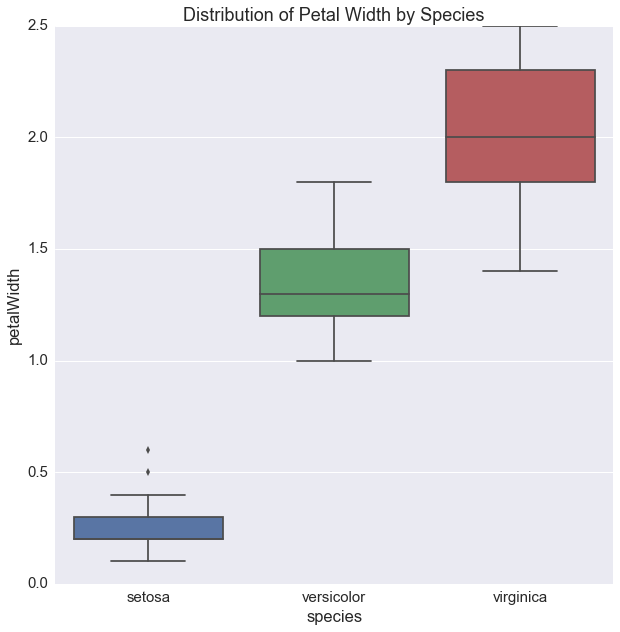 Distribution of Petal Width by Species
2.5
2.0
1.5
1.0
0.5
0.0
petalWidth
setosa versicolor virginica
species